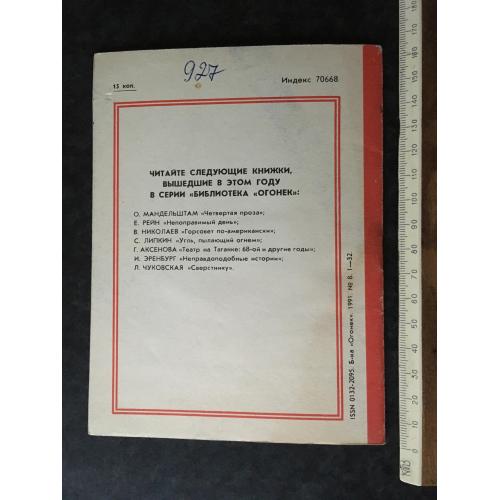 927
15 коп.
Индекс 70668
ЧИТАЙТЕ СЛЕДУЮЩИЕ КНИЖКИ,
ВЫШЕДШИЕ В ЭТОМ ГОДУ
В СЕРИИ «БИБЛИОТЕКА «ОГОНЕК»:
О. МАНДЕЛЬШТАМ «Четвертая проза»;
Е. РЕЙН «Непоправимый день»;
В. НИКОЛАЕВ «Горсовет по-американски»;
С. ЛИПКИН «Угль, пылающий огнем»;
Г. АКСЕНОВА «Театр на Таганке: 68-ой и другие годы»;
И. ЭРЕНБУРГ «Неправдоподобные истории»;
Л. ЧУКОВСКАЯ «Сверстнику».
ISSN 0132-2095. Б-ка «Огонек». 1991. № 8. 1—32.